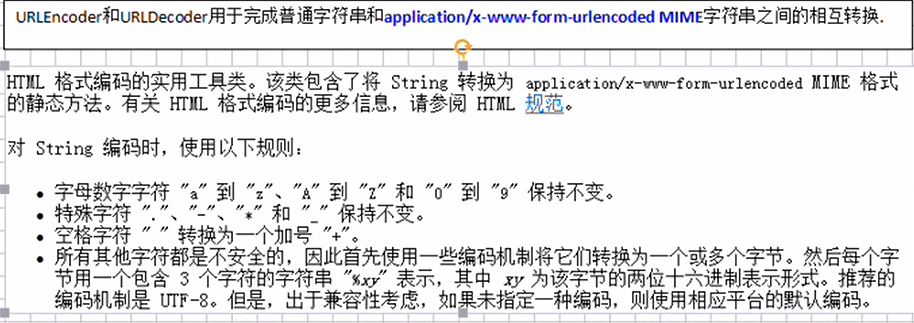 URLEncoder和URLDecoder用于完成普通字符串和application/x-www-form-urlencoded MIME字符串之间的相互转换.
HTML 格式编码的实用工具类。该类包含了将 String 转换为 application/x-www-form-urlencoded MIME 格式
的静态方法。有关 HTML 格式编码的更多信息，请参阅 HTML 规范。
对 String 编码时，使用以下规则：
• 字母数字字符 "a" 到 "z"、"A" 到 "Z" 和 "0" 到 "9" 保持不变。
• 特殊字符 "."、"-"、"*" 和 "_" 保持不变。
• 空格字符 " " 转换为一个加号 "+"。
• 所有其他字符都是不安全的，因此首先使用一些编码机制将它们转换为一个或多个字节。然后每个字
节用一个包含 3 个字符的字符串 "%xy" 表示，其中 xy 为该字节的两位十六进制表示形式。推荐的
编码机制是 UTF-8。但是，出于兼容性考虑，如果未指定一种编码，则使用相应平台的默认编码。